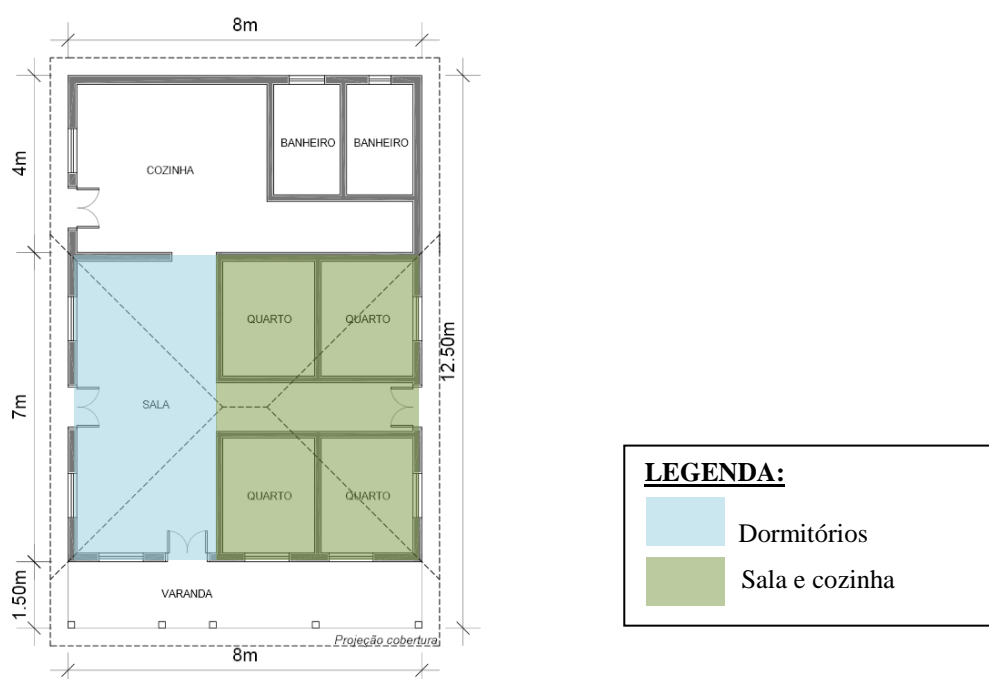 8m
4m
BANHEIRO BANHEIRO
COZINHA
QUARTO QUARTO
12.50m
7m
SALA
QUARTO QUARTO
1.50m
VARANDA
Projeção cobertura
8m
LEGENDA:
Dormitórios
Sala e cozinha